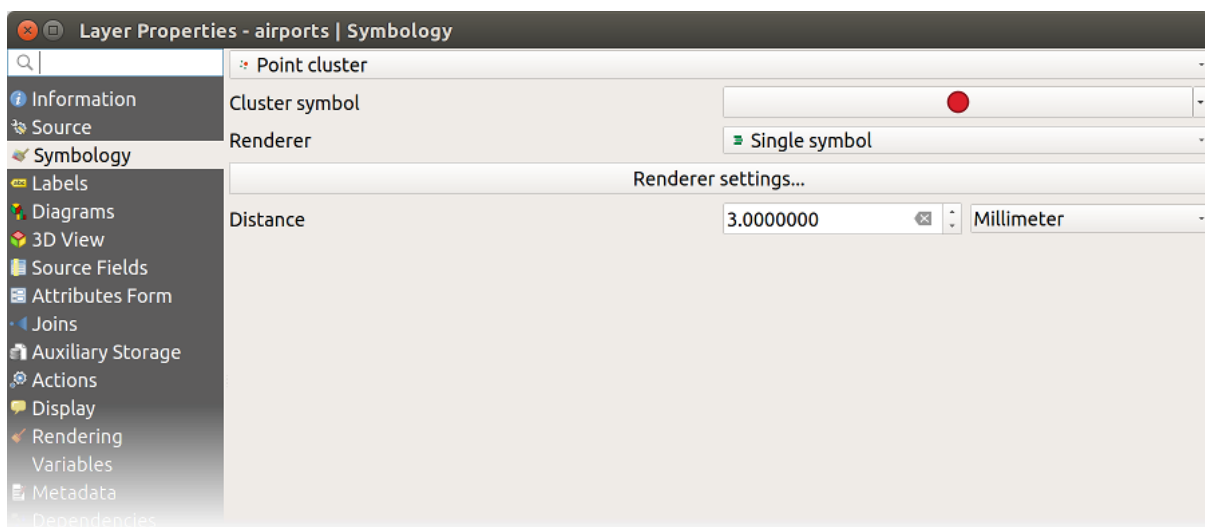 Layer Properties - airports | Symbology
Point cluster
Information
Cluster symbol
Source
Renderer
Single symbol
Symbology
Labels
Renderer settings...
Diagrams
Distance
3.0000000
Millimeter
3D View
Source Fields
Attributes Form
Joins
Auxiliary Storage
Actions
Display
Rendering
Variables
Metadata
Dependencies